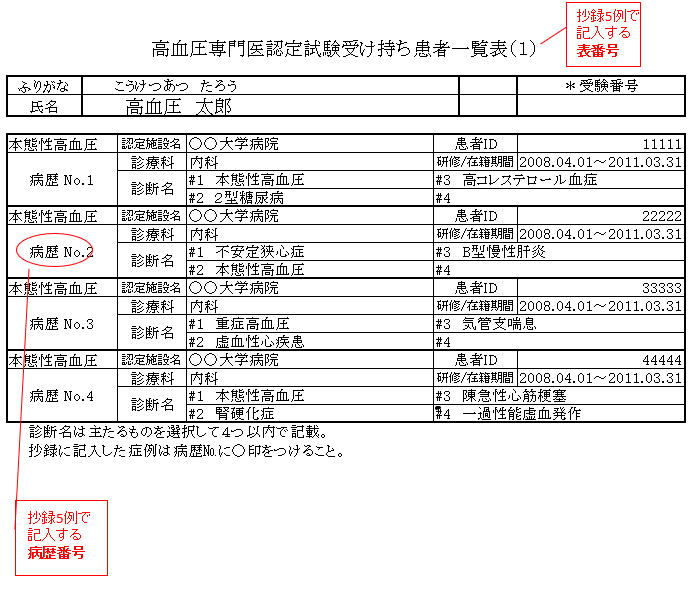 抄録5例で
記入する
表番号
高血圧専門医認定試験受け持ち患者一覧表(1)
ふりがな こうけつあつ たろう *受験番号
氏名 高血圧 太郎
本態性高血圧 認定施設名 〇〇大学病院 患者ID 11111
病歴 No.1 診療科 内科 研修/在籍期間 2008.04.01～2011.03.31
診断名 #1 本態性高血圧 #3 高コレステロール血症
#2 2型糖尿病 #4
本態性高血圧 認定施設名 〇〇大学病院 患者ID 22222
病歴 No.2 診療科 内科 研修/在籍期間 2008.04.01～2011.03.31
診断名 #1 不安定狭心症 #3 B型慢性肝炎
#2 本態性高血圧 #4
本態性高血圧 認定施設名 〇〇大学病院 患者ID 33333
病歴 No.3 診療科 内科 研修/在籍期間 2008.04.01～2011.03.31
診断名 #1 重症高血圧 #3 気管支喘息
#2 虚血性心疾患 #4
本態性高血圧 認定施設名 〇〇大学病院 患者ID 44444
病歴 No.4 診療科 内科 研修/在籍期間 2008.04.01～2011.03.31
診断名 #1 本態性高血圧 #3 陳急性心筋梗塞
#2 腎硬化症 #4 一過性能虚血発作
診断名は主たるものを選択して4つ以内で記載。
抄録に記入した症例は病歴№に〇印をつけること。
抄録5例で
記入する
病歴番号